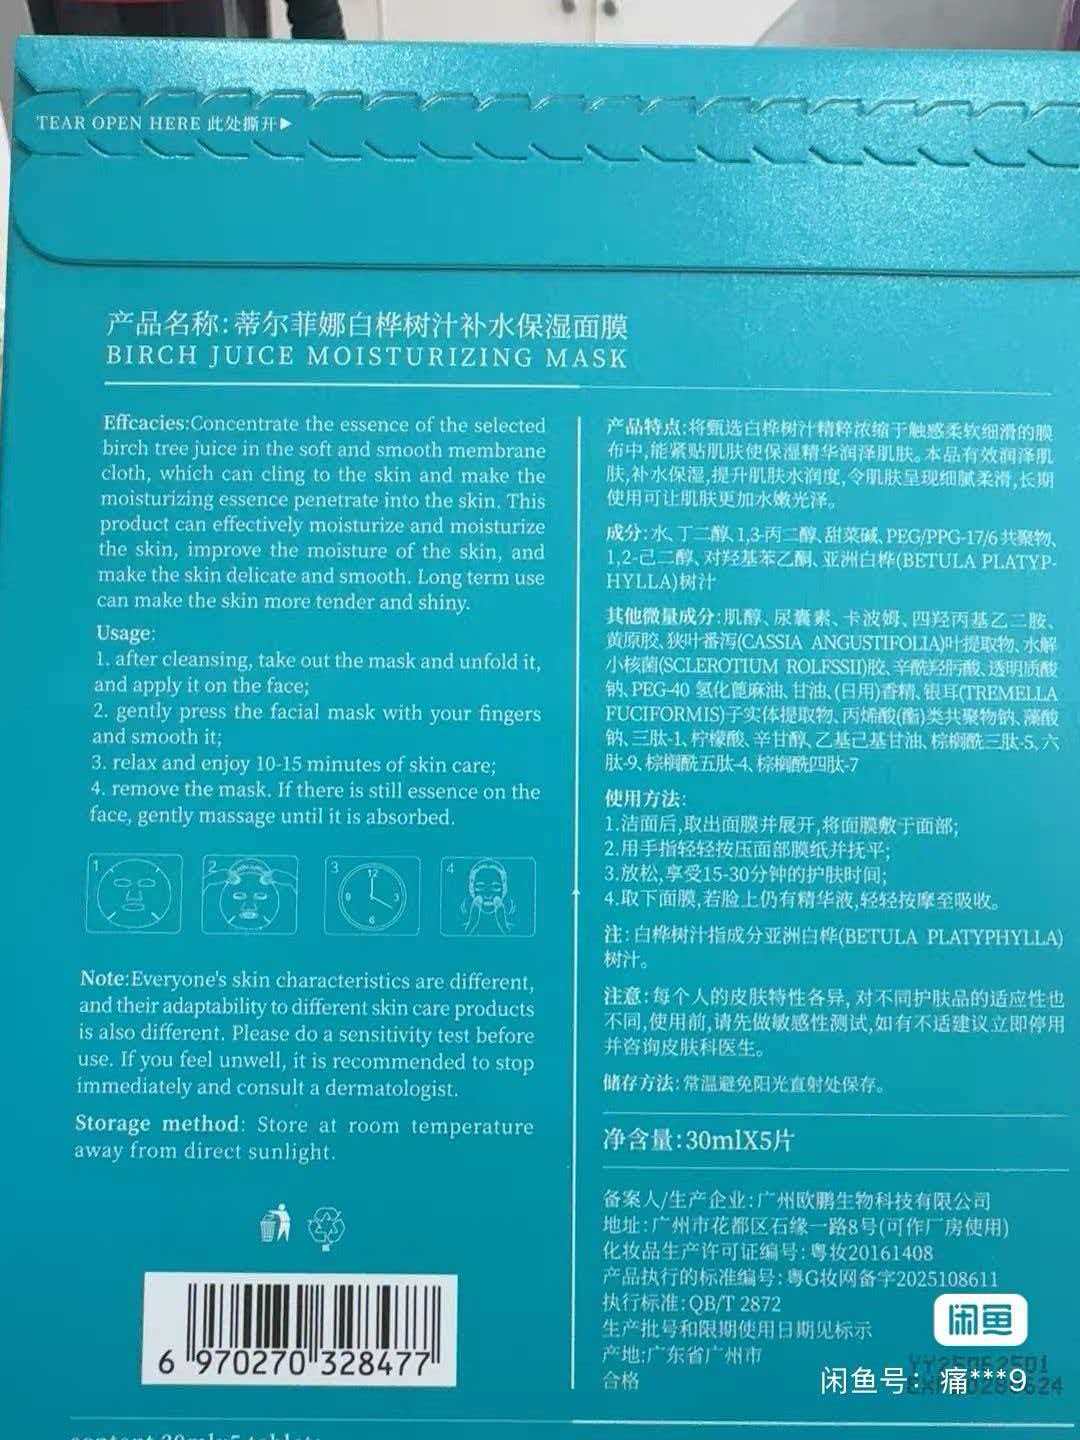 TEAR OPEN HERE 此处撕开▶
产品名称:蒂尔菲娜白桦树汁补水保湿面膜
BIRCH JUICE MOISTURIZING MASK
Effcacies:Concentrate the essence of the selected
birch tree juice in the soft and smooth membrane
cloth, which can cling to the skin and make the
moisturizing essence penetrate into the skin. This
product can effectively moisturize and moisturize
the skin, improve the moisture of the skin, and
make the skin delicate and smooth. Long term use
can make the skin more tender and shiny.
Usage:
1. after cleansing, take out the mask and unfold it,
and apply it on the face;
2. gently press the facial mask with your fingers
and smooth it;
3. relax and enjoy 10-15 minutes of skin care;
4. remove the mask. If there is still essence on the
face, gently massage until it is absorbed.
1
2
3
12
3
6
9
4
Note:Everyone's skin characteristics are different,
and their adaptability to different skin care products
is also different. Please do a sensitivity test before
use. If you feel unwell, it is recommended to stop
immediately and consult a dermatologist.
Storage method: Store at room temperature
away from direct sunlight.
6 970270 328477
产品特点:将甄选白桦树汁精粹浓缩于触感柔软细滑的膜
布中,能紧贴肌肤使保湿精华润泽肌肤。本品有效润泽肌
肤,补水保湿,提升肌肤水润度,令肌肤呈现细腻柔滑,长期
使用可让肌肤更加水嫩光泽。
成分:水、丁二醇、1,3-丙二醇、甜菜碱、PEG/PPG-17/6共聚物、
1,2-己二醇、对羟基苯乙酮、亚洲白桦(BETULA PLATYP-
HYLLA)树汁
其他微量成分:肌醇、尿囊素、卡波姆、四羟丙基乙二胺、
黄原胶、狭叶番泻(CASSIA ANGUSTIFOLIA)叶提取物、水解
小核菌(SCLEROTIUM ROLFSSII)胶、辛酰羟肟酸、透明质酸
钠、PEG-40 氢化蓖麻油、甘油、(日用)香精、银耳(TREMELLA
FUCIFORMIS)子实体提取物、丙烯酸(酯)类共聚物钠、藻酸
钠、三肽-1、柠檬酸、辛甘醇、乙基己基甘油、棕榈酰三肽-5、六
肽-9、棕榈酰五肽-4、棕榈酰四肽-7
使用方法:
1.洁面后,取出面膜并展开,将面膜敷于面部;
2.用手指轻轻按压面部膜纸并抚平;
3.放松,享受15-30分钟的护肤时间;
4.取下面膜,若脸上仍有精华液,轻轻按摩至吸收。
注:白桦树汁指成分亚洲白桦(BETULA PLATYPHYLLA)
树汁。
注意:每个人的皮肤特性各异,对不同护肤品的适应性也
不同,使用前,请先做敏感性测试,如有不适建议立即停用
并咨询皮肤科医生。
储存方法:常温避免阳光直射处保存。
净含量:30mlX5片
备案人/生产企业:广州欧鹏生物科技有限公司
地址:广州市花都区石缘一路8号(可作厂房使用)
化妆品生产许可证编号:粤妆20161408
产品执行的标准编号:粤G妆网备字2025108611
执行标准:QB/T 2872
生产批号和限期使用日期见标示
产地:广东省广州市
合格
闲鱼
闲鱼号: 痛***9